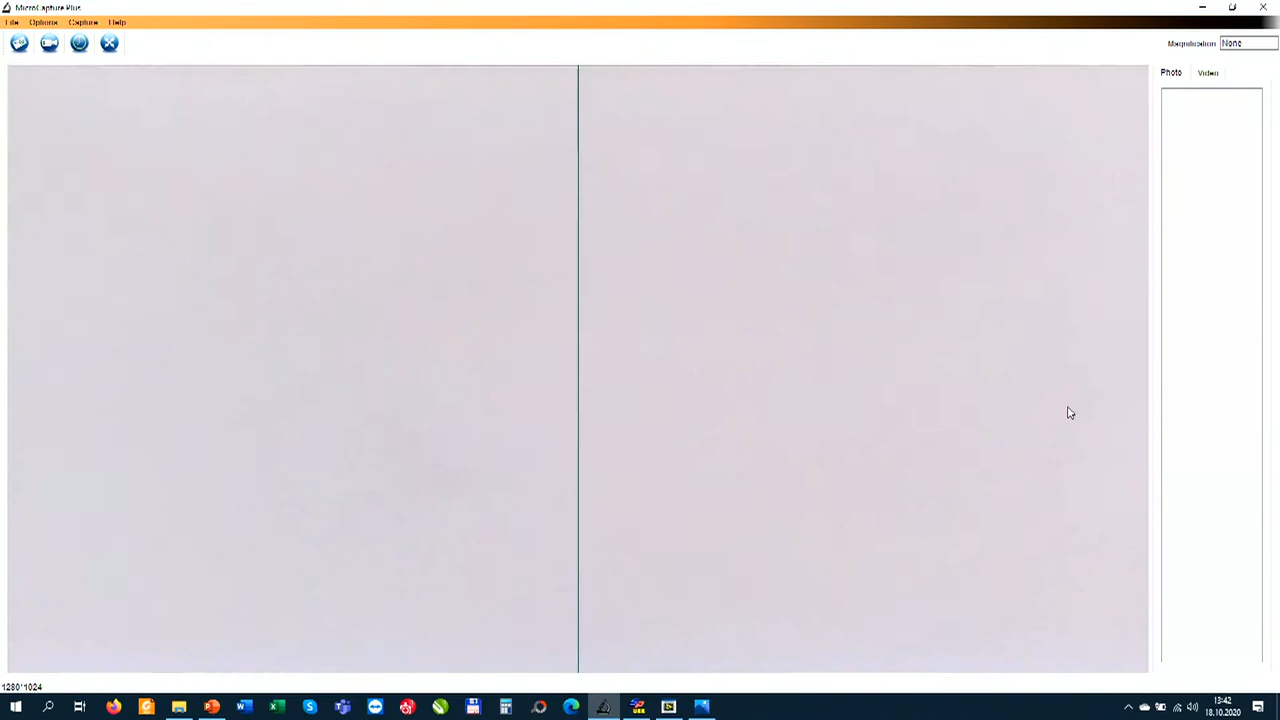 MicroCapture Plus
File Options Capture Help
Magnification None
Photo Video
1280*1024
13:42
18.10.2020